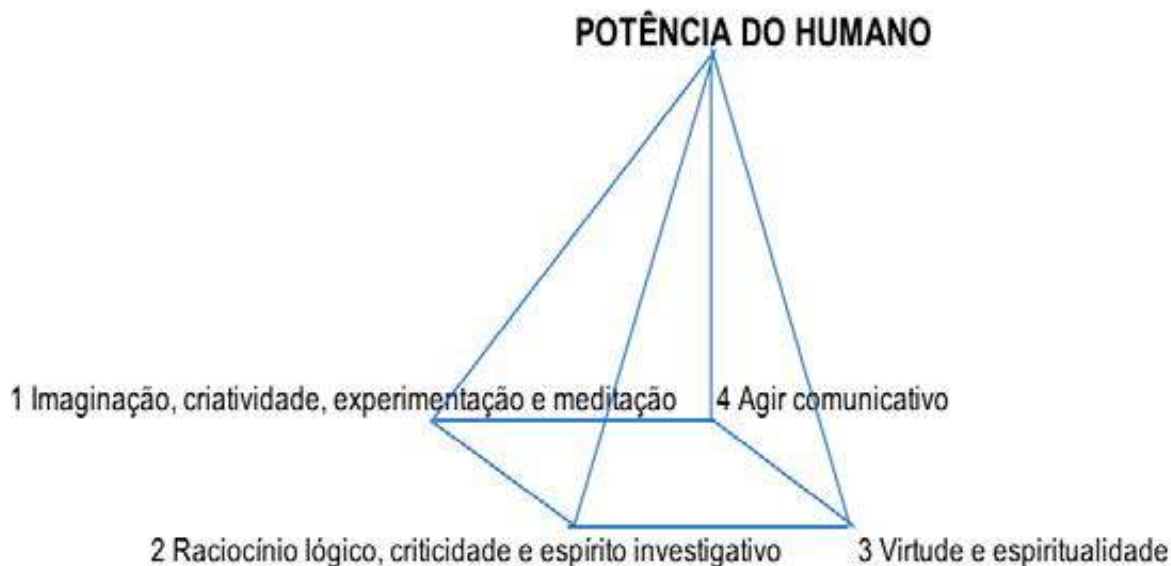 POTÊNCIA DO HUMANO
1 Imaginação, criatividade, experimentação e meditação
4 Agir comunicativo
2 Raciocínio lógico, criticidade e espírito investigativo
3 Virtude e espiritualidade